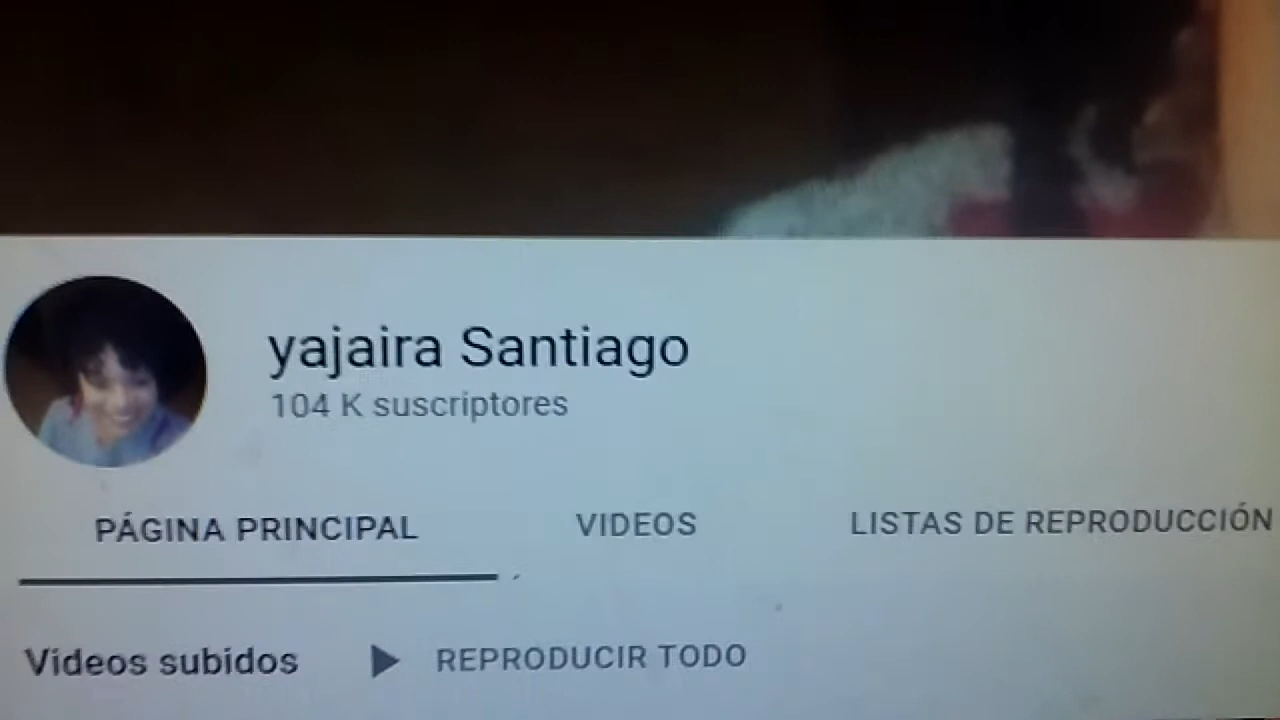 yajaira Santiago
104 K suscriptores
PÁGINA PRINCIPAL VIDEOS LISTAS DE REPRODUCCIÓN
Videos subidos REPRODUCIR TODO